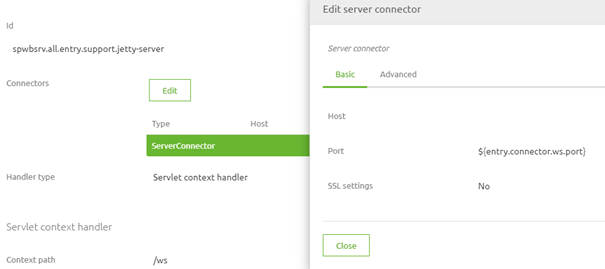 Id
spwbsrv.all.entry.support.jetty-server
Connectors
Edit
Type Host
ServerConnector
Handler type Servlet context handler
Servlet context handler
Context path /ws
Edit server connector
Server connector
Basic Advanced
Host
Port ${entry.connector.ws.port}
SSL settings No
Close